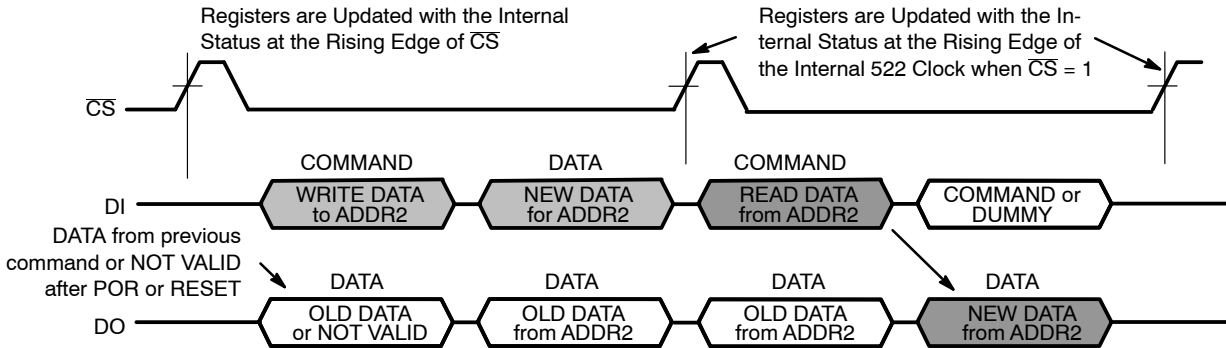 Registers are Updated with the Internal
Status at the Rising Edge of CS
Registers are Updated with the In-
ternal Status at the Rising Edge of
the Internal 522 Clock when CS = 1
CS
COMMAND
DATA
COMMAND
DI
WRITE DATA
to ADDR2
NEW DATA
for ADDR2
READ DATA
from ADDR2
COMMAND or
DUMMY
DATA from previous
command or NOT VALID
after POR or RESET
DATA
DATA
DATA
DATA
DO
OLD DATA
or NOT VALID
OLD DATA
from ADDR2
OLD DATA
from ADDR2
NEW DATA
from ADDR2